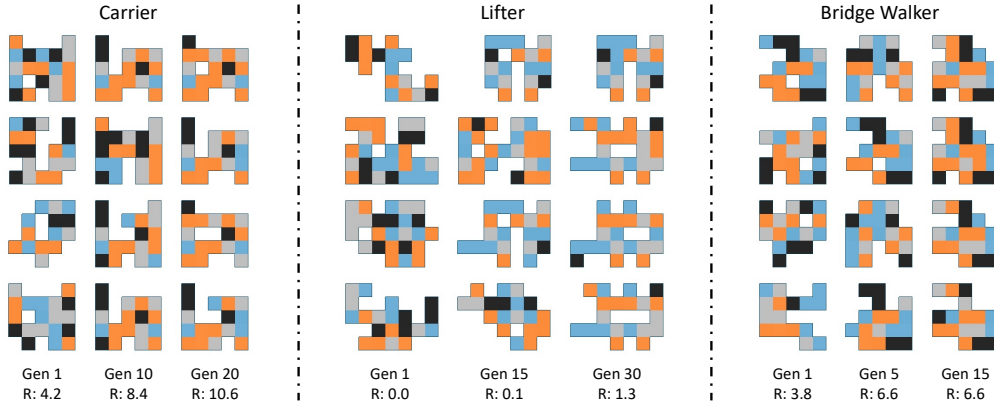 Carrier
Lifter
Bridge Walker
Gen 1
R: 4.2
Gen 10
R: 8.4
Gen 20
R: 10.6
Gen 1
R: 0.0
Gen 15
R: 0.1
Gen 30
R: 1.3
Gen 1
R: 3.8
Gen 5
R: 6.6
Gen 15
R: 6.6